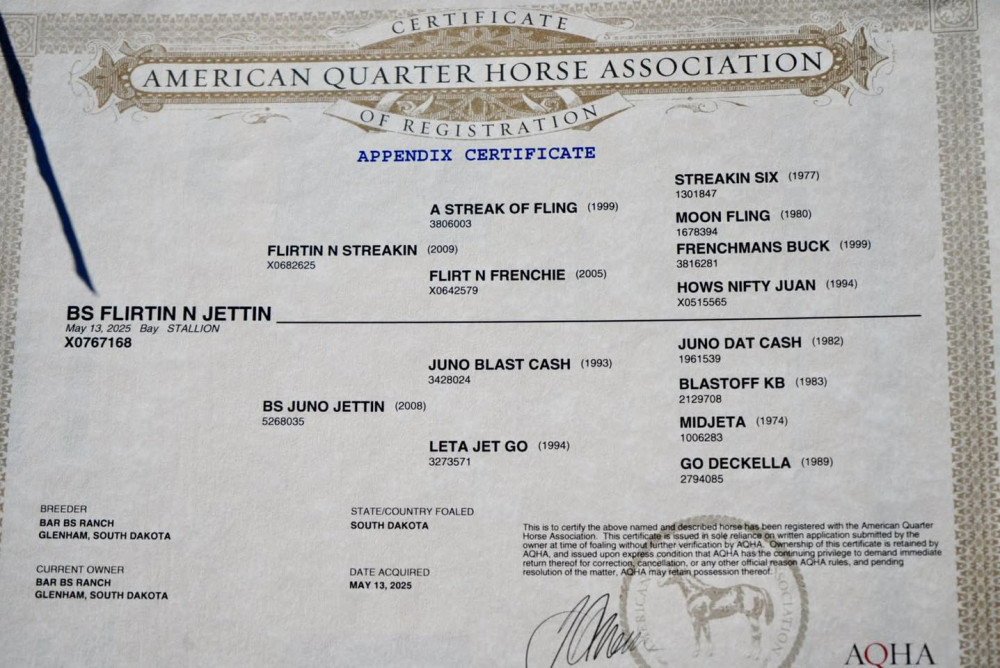 CERTIFICATE
AMERICAN QUARTER HORSE ASSOCIATION
OF REGISTRATION
APPENDIX CERTIFICATE
STREAKIN SIX (1977)
1301847
A STREAK OF FLING (1999)
3806003
MOON FLING (1980)
1678394
FLIRTIN N STREAKIN (2009)
X0682625
FRENCHMANS BUCK (1999)
3816281
FLIRT N FRENCHIE (2005)
X0642579
HOWS NIFTY JUAN (1994)
X0515565
BS FLIRTIN N JETTIN
May 13, 2025 Bay STALLION
X0767168
JUNO DAT CASH (1982)
1961539
JUNO BLAST CASH (1993)
3428024
BLASTOFF KB (1983)
2129708
BS JUNO JETTIN (2008)
5268035
MIDJETA (1974)
1006283
LETA JET GO (1994)
3273571
GO DECKELLA (1989)
2794085
BREEDER
BAR BS RANCH
GLENHAM, SOUTH DAKOTA
STATE/COUNTRY FOALED
SOUTH DAKOTA
CURRENT OWNER
BAR BS RANCH
GLENHAM, SOUTH DAKOTA
DATE ACQUIRED
MAY 13, 2025
This is to certify the above named and described horse has been registered with the American Quarter
Horse Association. This certificate is issued in sole reliance on written application submitted by the
owner at time of foaling without further verification by AQHA. Ownership of this certificate is retained by
AQHA, and issued upon express condition that AQHA has the continuing privilege to demand immediate
return thereof for correction, cancellation, or any other official reason AQHA rules, and pending
resolution of the matter, AQHA may retain possession thereof.
AQHA